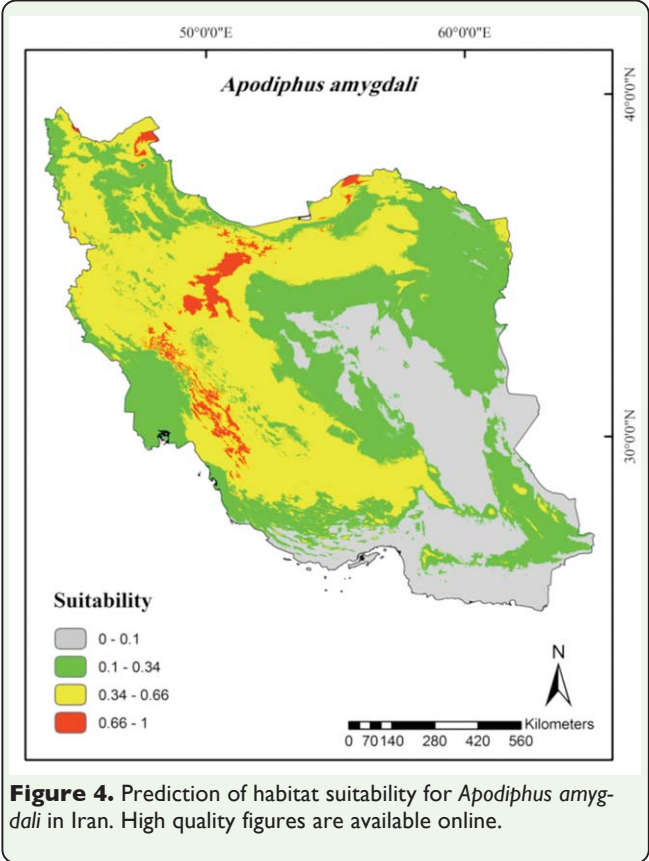 50°0'0"E 60°0'0"E
Apodiphus amygdali
40°0'0"N
30°0'0"N
Suitability
0 - 0.1
0.1 - 0.34
0.34 - 0.66
0.66 - 1
N
Kilometers
0 70 140 280 420 560
Figure 4. Prediction of habitat suitability for Apodiphus amyg-
dali in Iran. High quality figures are available online.